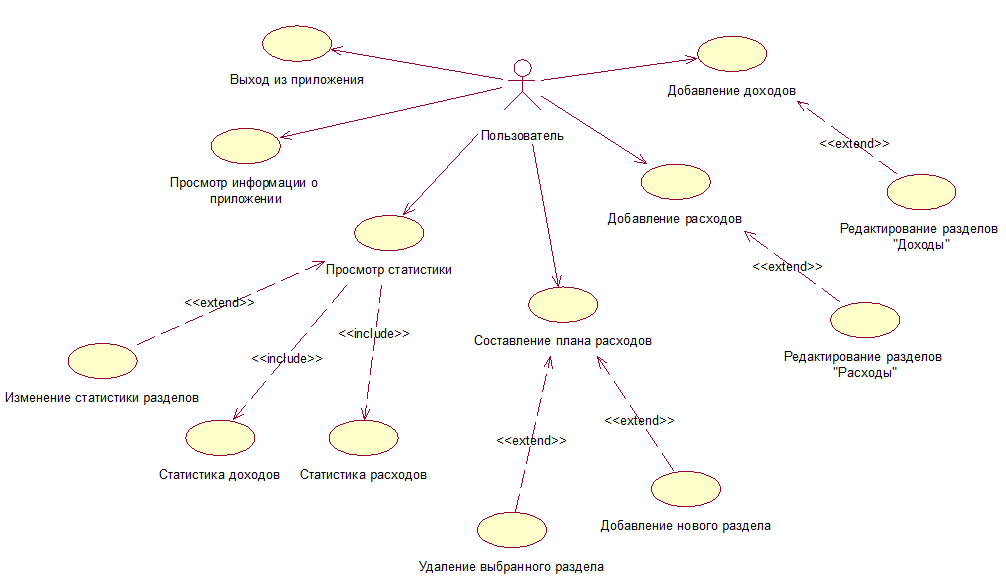 Выход из приложения
Добавление доходов
Пользователь
<<extend>>
Просмотр информации о
приложении
Добавление расходов
Редактирование разделов
"Доходы"
Просмотр статистики
<<extend>>
<<extend>>
<<include>>
Составление плана расходов
<<include>>
Редактирование разделов
"Расходы"
Изменение статистики разделов
<<extend>>
<<extend>>
Статистика доходов
Статистика расходов
Добавление нового раздела
Удаление выбранного раздела